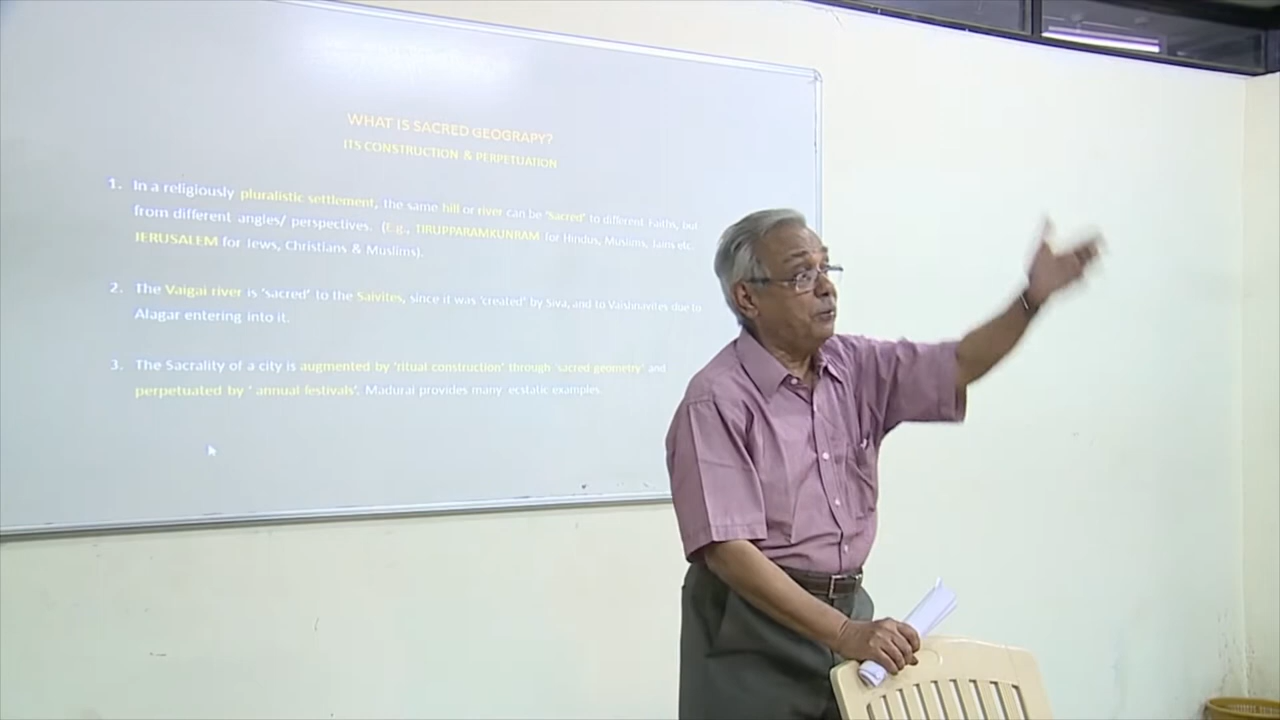 WHAT IS SACRED GEOGRAPY?
ITS CONSTRUCTION & PERPETUATION
1. In a religiously pluralistic settlement, the same hill or river can be 'sacred' to different Faiths, but
from different angles/ perspectives. (E.g., TIRUPPARAMKUNRAM for Hindus, Muslims, Jains etc.
JERUSALEM for Jews, Christians & Muslims).
2. The Vaigai river is 'sacred' to the Saivites, since it was 'created' by Siva, and to Vaishnavites due to
Alagar entering into it.
3. The Sacrality of a city is augmented by 'ritual construction' through 'sacred geometry' and
perpetuated by ' annual festivals'. Madurai provides many ecstatic examples.